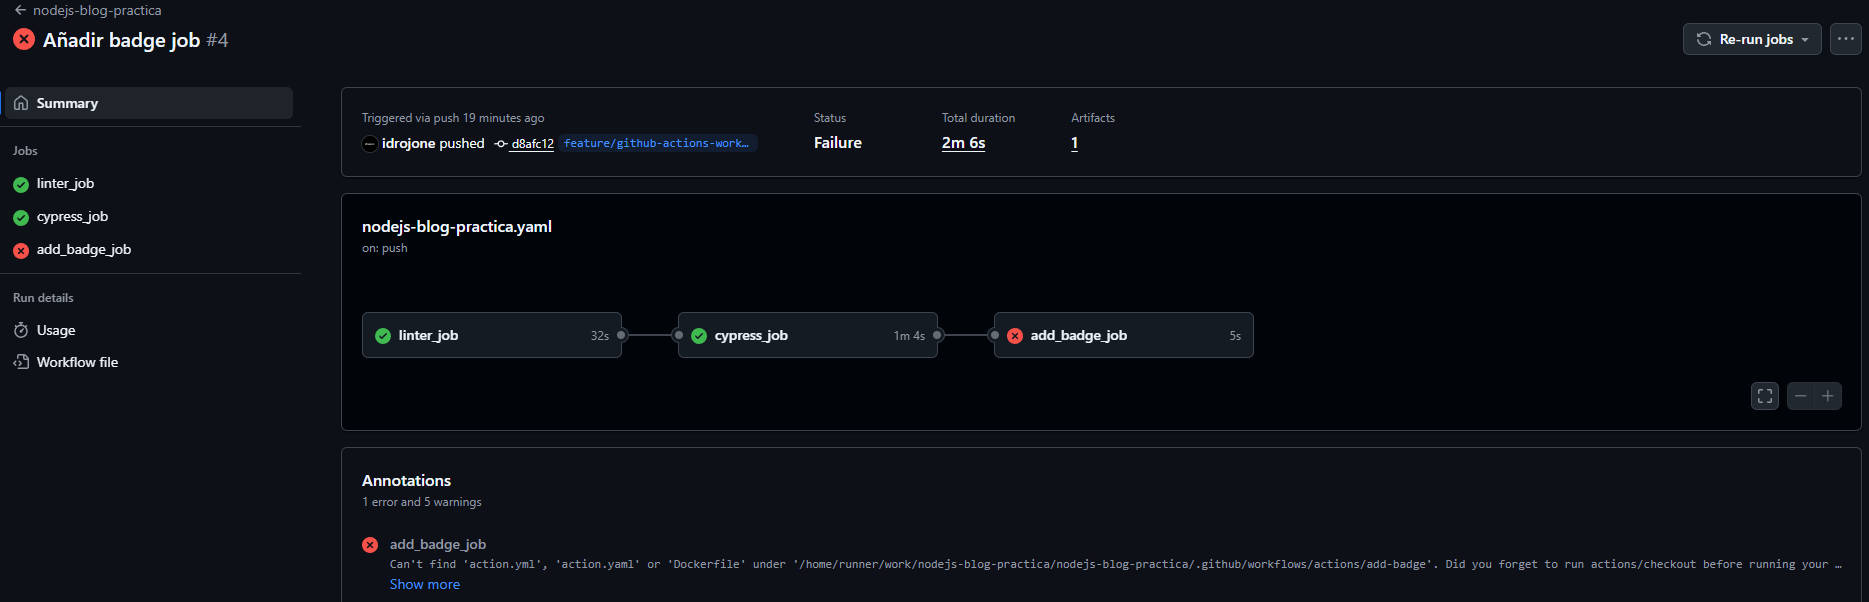 nodejs-blog-practica
Añadir badge job #4
Re-run jobs
Summary
Jobs
linter_job
cypress_job
add_badge_job
Run details
Usage
Workflow file
Triggered via push 19 minutes ago
idrojone pushed d8afc12 feature/github-actions-work…
Status
Failure
Total duration
2m 6s
Artifacts
1
nodejs-blog-practica.yaml
on: push
linter_job 32s
cypress_job 1m 4s
add_badge_job 5s
Annotations
1 error and 5 warnings
add_badge_job
Can't find 'action.yml', 'action.yaml' or 'Dockerfile' under '/home/runner/work/nodejs-blog-practica/nodejs-blog-practica/.github/workflows/actions/add-badge'. Did you forget to run actions/checkout before running your …
Show more